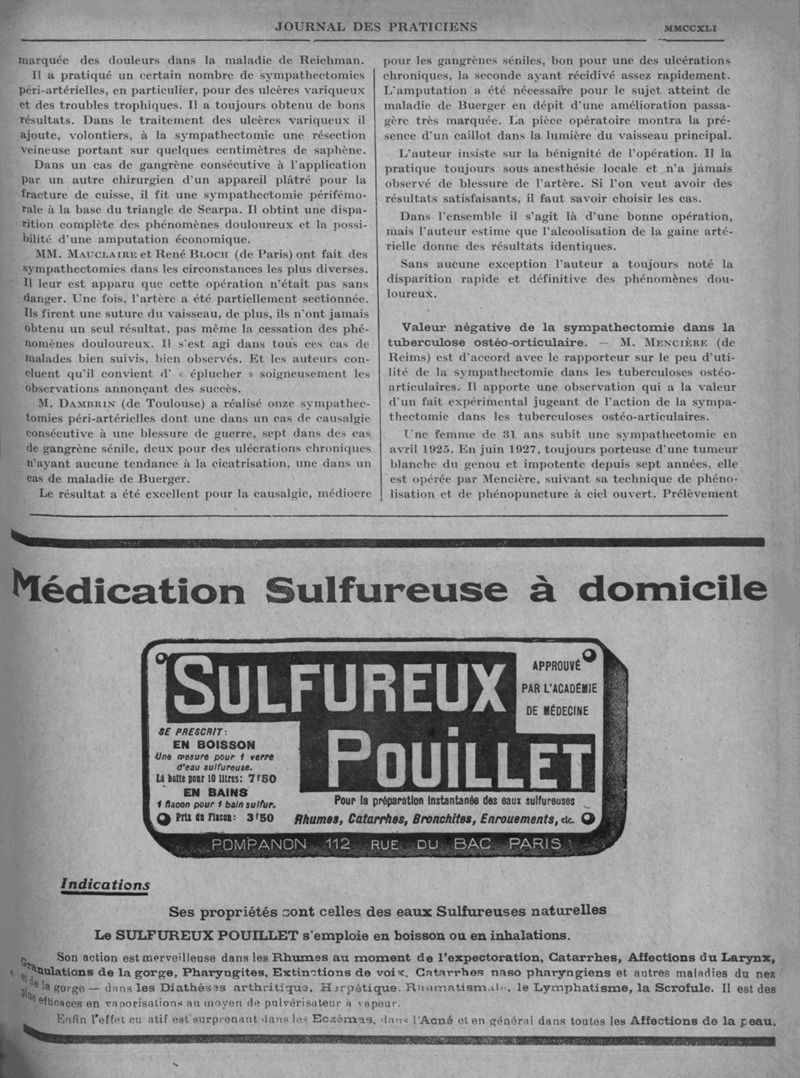 JOURNAL DES PRATICIENS
MMCCXLI
marquée des douleurs dans la maladie de Reichman.
Il a pratiqué un certain nombre de sympathectomies
péri-artérielles, en particulier, pour des ulcères variqueux
et des troubles trophiques. Il a toujours obtenu de bons
résultats. Dans le traitement des ulcères variqueux il
ajoute, volontiers, à la sympathectomie une résection
veineuse portant sur quelques centimètres de saphène.
Dans un cas de gangrène consécutive à l'application
par un autre chirurgien d'un appareil plâtré pour la
fracture de cuisse, il fit une sympathectomie périfémo-
rale à la base du triangle de Scarpa. Il obtint une dispa-
rition complète des phénomènes douloureux et la possi-
bilité d'une amputation économique.
MM. MAUCLAIRE et René BLOCH (de Paris) ont fait des
sympathectomies dans les circonstances les plus diverses.
Il leur est apparu que cette opération n'était pas sans
danger. Une fois, l'artère a été partiellement sectionnée.
Ils firent une suture du vaisseau, de plus, ils n'ont jamais
obtenu un seul résultat, pas même la cessation des phé-
nomènes douloureux. Il s'est agi dans tous ces cas de
malades bien suivis, bien observés. Et les auteurs con-
cluent qu'il convient d' « éplucher » soigneusement les
observations annonçant des succès.
M. DAMBRIN (de Toulouse) a réalisé onze sympathec-
tomies péri-artérielles dont une dans un cas de causalgie
consécutive à une blessure de guerre, sept dans des cas
de gangrène sénile, deux pour des ulcérations chroniques
n'ayant aucune tendance à la cicatrisation, une dans un
cas de maladie de Buerger.
Le résultat a été excellent pour la causalgie, médiocre
pour les gangrènes séniles, bon pour une des ulcérations
chroniques, la seconde ayant récidivé assez rapidement.
L'amputation a été nécessaire pour le sujet atteint de
maladie de Buerger en dépit d'une amélioration passa-
gère très marquée. La pièce opératoire montra la pré-
sence d'un caillot dans la lumière du vaisseau principal.
L'auteur insiste sur la bénignité de l'opération. Il la
pratique toujours sous anesthésie locale et n'a jamais
observé de blessure de l'artère. Si l'on veut avoir des
résultats satisfaisants, il faut savoir choisir les cas.
Dans l'ensemble il s'agit là d'une bonne opération,
mais l'auteur estime que l'alcoolisation de la gaine arté-
rielle donne des résultats identiques.
Sans aucune exception l'auteur a toujours noté la
disparition rapide et définitive des phénomènes dou-
loureux.
Valeur négative de la sympathectomie dans la
tuberculose ostéo-orticulaire. — M. MENCIÈRE (de
Reims) est d'accord avec le rapporteur sur le peu d'uti-
lité de la sympathectomie dans les tuberculoses ostéo-
articulaires. Il apporte une observation qui a la valeur
d'un fait expérimental jugeant de l'action de la sympa-
thectomie dans les tuberculoses ostéo-articulaires.
Une femme de 31 ans subit une sympathectomie en
avril 1925. En juin 1927, toujours porteuse d'une tumeur
blanche du genou et impotente depuis sept années, elle
est opérée par Mencière, suivant sa technique de phéno-
lisation et de phénopuncture à ciel ouvert. Prélèvement
Médication Sulfureuse à domicile
SULFUREUX
POUILLET
APPROUVÉ
PAR L'ACADÉMIE
DE MÉDECINE
SE PRESCRIT:
EN BOISSON
Une mesure pour 1 verre
d'eau sulfureuse.
La boîte pour 10 litres: 7f50
EN BAINS
1 flacon pour 1 bain sulfur.
Prix du Flacon: 3f50
Pour la préparation instantanée des eaux sulfureuses
Rhumes, Catarrhes, Bronchites, Enrouements, etc.
POMPANON 112 RUE DU BAC PARIS
Indications
Ses propriétés sont celles des eaux Sulfureuses naturelles
Le SULFUREUX POUILLET s'emploie en boisson ou en inhalations.
Son action est merveilleuse dans les Rhumes au moment de l'expectoration, Catarrhes, Affections du Larynx,
Granulations de la gorge, Pharyngites, Extinctions de voix, Catarrhes naso pharyngiens et autres maladies du nez
et de la gorge — dans les Diathèses arthritique, Herpétique, Rhumatismale, le Lymphatisme, la Scrofule. Il est des
plus efficaces en vaporisations au moyen de pulvérisateur à vapeur.
Enfin l'effet cu atif est surprenant dans les Eczémas, dans l'Acné et en général dans toutes les Affections de la peau.